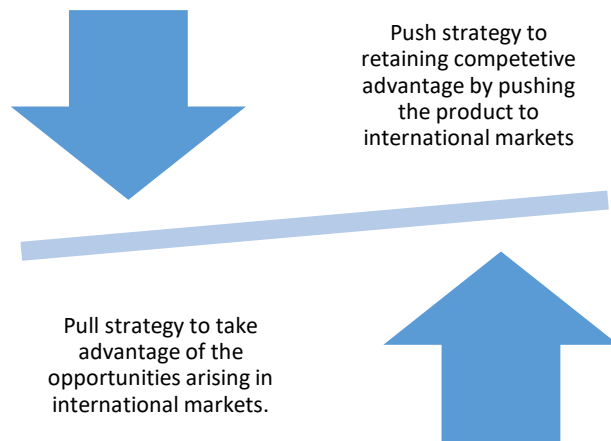 Push strategy to
retaining competetive
advantage by pushing
the product to
international markets
Pull strategy to take
advantage of the
opportunities arising in
international markets.